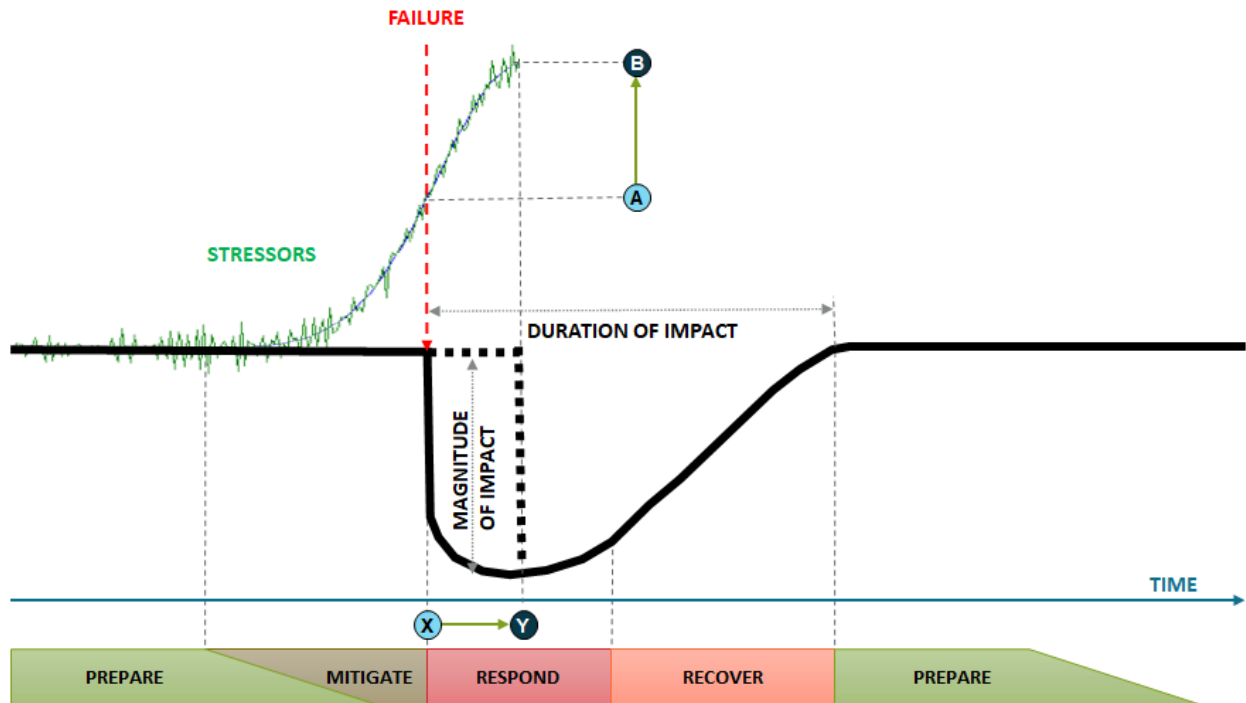 FAILURE
B
A
STRESSORS
DURATION OF IMPACT
MAGNITUDE
OF IMPACT
TIME
X
Y
PREPARE
MITIGATE
RESPOND
RECOVER
PREPARE